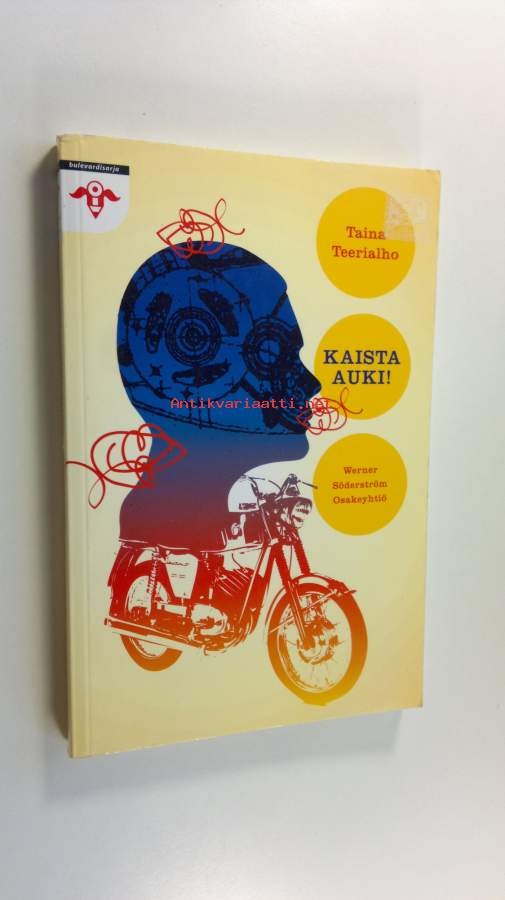 bulevardisarja
Taina
Teerialho
KAISTA
AUKI!
Antikvariaatti.net
Werner
Söderström
Osakeyhtiö